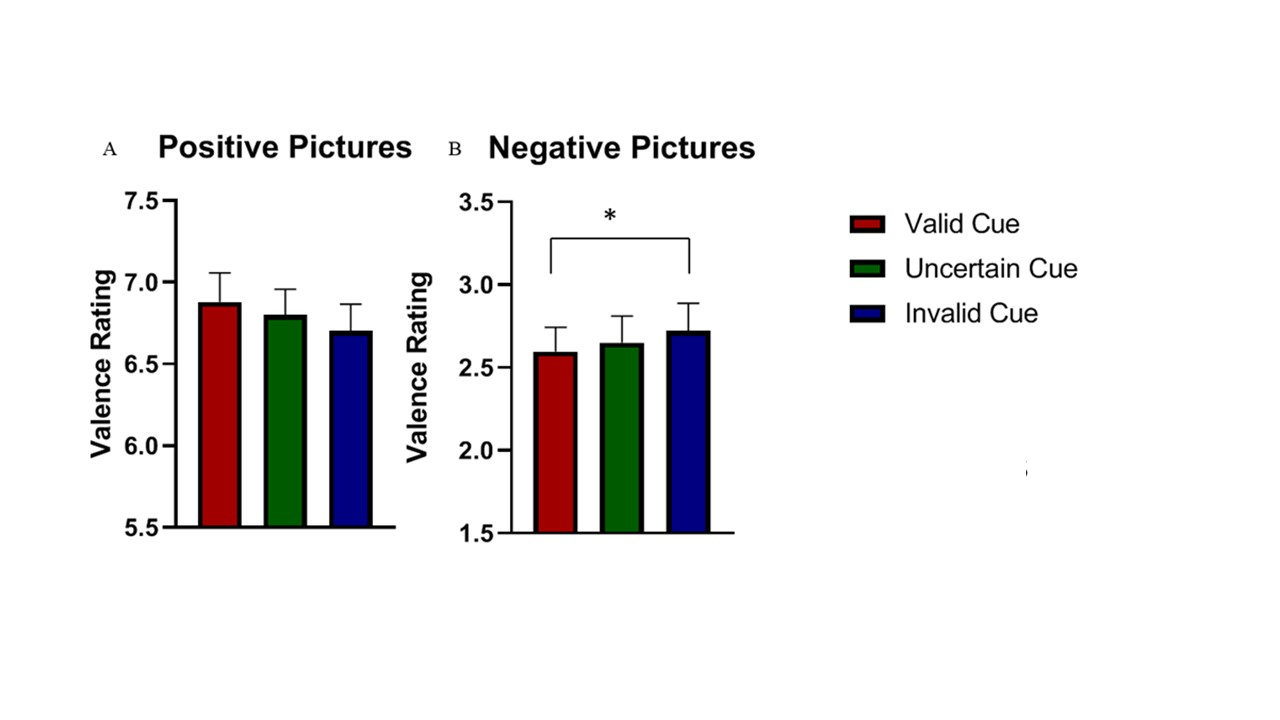 A Positive Pictures
7.5
7.0
6.5
6.0
5.5
Valence Rating
B Negative Pictures
*
3.5
3.0
2.5
2.0
1.5
Valence Rating
Valid Cue
Uncertain Cue
Invalid Cue